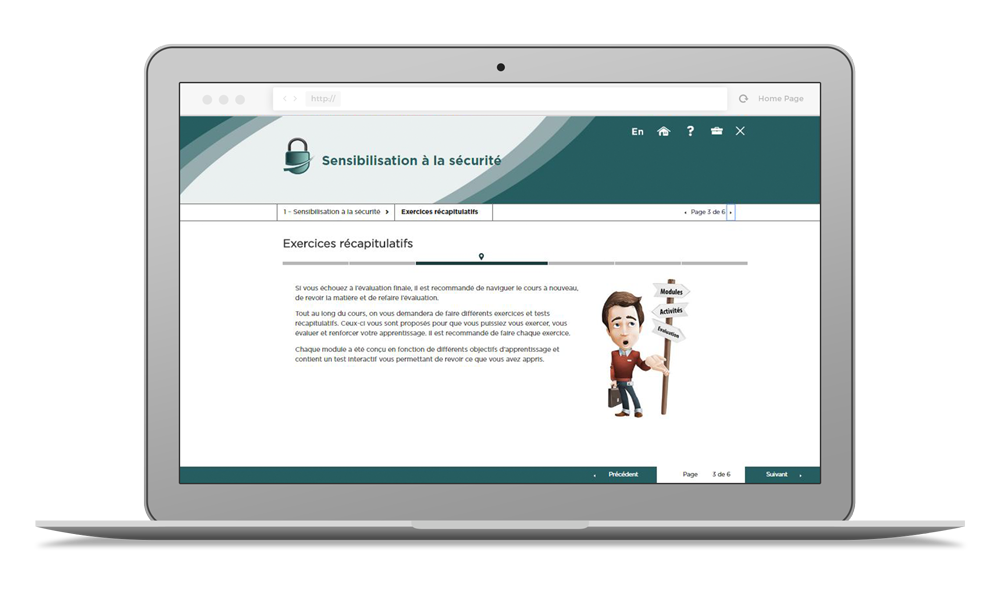 http://
Home Page
En
?
Sensibilisation à la sécurité
1 - Sensibilisation à la sécurité
Exercices récapitulatifs
Page 3 de 6
Exercices récapitulatifs
Si vous échouez à l'évaluation finale, il est recommandé de naviguer le cours à nouveau,
de revoir la matière et de refaire l'évaluation.
Tout au long du cours, on vous demandera de faire différents exercices et tests
récapitulatifs. Ceux-ci vous sont proposés pour que vous puissiez vous exercer, vous
évaluer et renforcer votre apprentissage. Il est recommandé de faire chaque exercice.
Chaque module a été conçu en fonction de différents objectifs d'apprentissage et
contient un test interactif vous permettant de revoir ce que vous avez appris.
Modules
Activités
Évaluation
Précédent
Page 3 de 6
Suivant